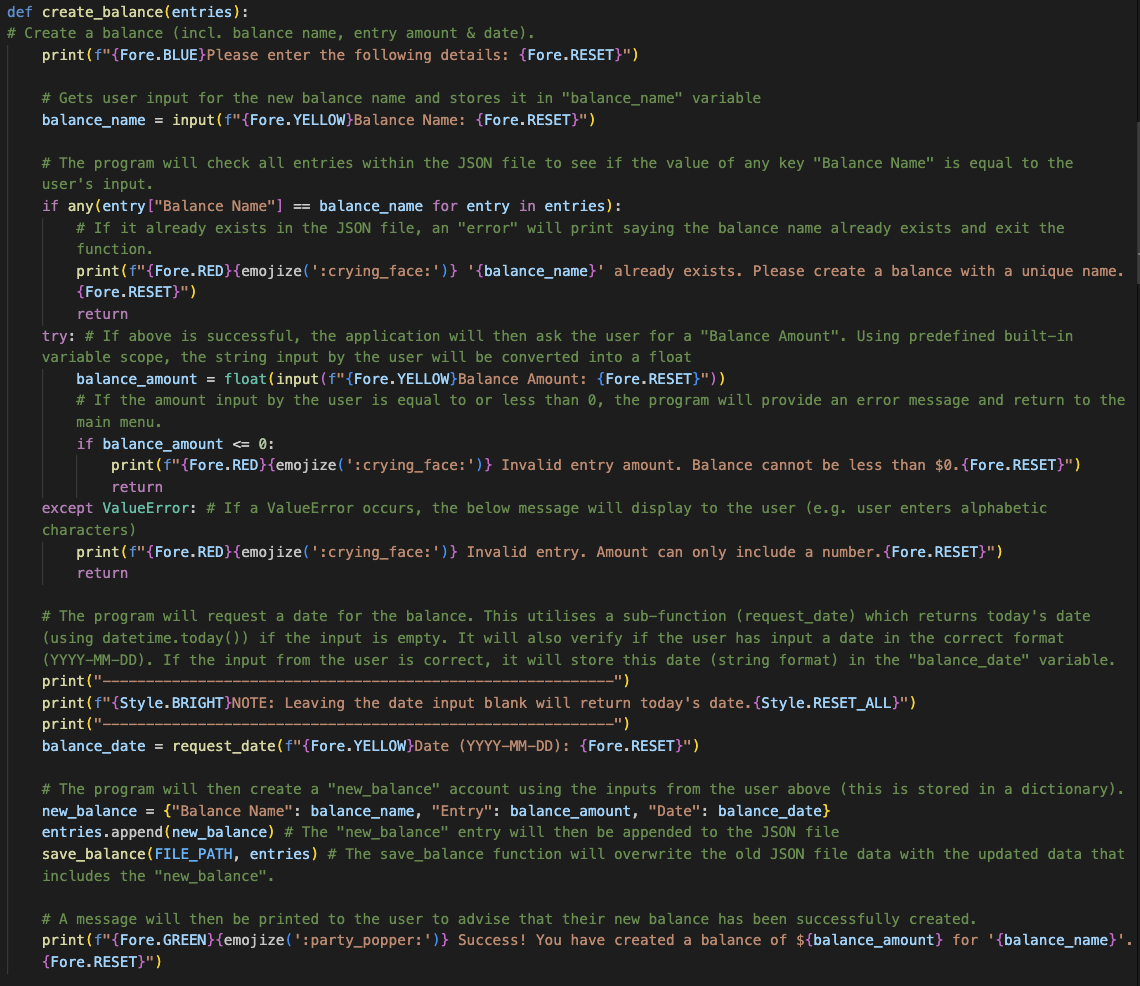 def create_balance(entries):
# Create a balance (incl. balance name, entry amount & date).
    print(f"{Fore.BLUE}Please enter the following details: {Fore.RESET}")

    # Gets user input for the new balance name and stores it in "balance_name" variable
    balance_name = input(f"{Fore.YELLOW}Balance Name: {Fore.RESET}")

    # The program will check all entries within the JSON file to see if the value of any key "Balance Name" is equal to the
    user's input.
    if any(entry["Balance Name"] == balance_name for entry in entries):
        # If it already exists in the JSON file, an "error" will print saying the balance name already exists and exit the
        function.
        print(f"{Fore.RED}{emojize(':crying_face:')} '{balance_name}' already exists. Please create a balance with a unique name.
        {Fore.RESET}")
        return
    try: # If above is successful, the application will then ask the user for a "Balance Amount". Using predefined built-in
    variable scope, the string input by the user will be converted into a float
        balance_amount = float(input(f"{Fore.YELLOW}Balance Amount: {Fore.RESET}"))
        # If the amount input by the user is equal to or less than 0, the program will provide an error message and return to the
        main menu.
        if balance_amount <= 0:
            print(f"{Fore.RED}{emojize(':crying_face:')} Invalid entry amount. Balance cannot be less than $0.{Fore.RESET}")
            return
    except ValueError: # If a ValueError occurs, the below message will display to the user (e.g. user enters alphabetic
    characters)
        print(f"{Fore.RED}{emojize(':crying_face:')} Invalid entry. Amount can only include a number.{Fore.RESET}")
        return

    # The program will request a date for the balance. This utilises a sub-function (request_date) which returns today's date
    (using datetime.today()) if the input is empty. It will also verify if the user has input a date in the correct format
    (YYYY-MM-DD). If the input from the user is correct, it will store this date (string format) in the "balance_date" variable.
    print("-----------------------------------------------------------")
    print(f"{Style.BRIGHT}NOTE: Leaving the date input blank will return today's date.{Style.RESET_ALL}")
    print("-----------------------------------------------------------")
    balance_date = request_date(f"{Fore.YELLOW}Date (YYYY-MM-DD): {Fore.RESET}")

    # The program will then create a "new_balance" account using the inputs from the user above (this is stored in a dictionary).
    new_balance = {"Balance Name": balance_name, "Entry": balance_amount, "Date": balance_date}
    entries.append(new_balance) # The "new_balance" entry will then be appended to the JSON file
    save_balance(FILE_PATH, entries) # The save_balance function will overwrite the old JSON file data with the updated data that
    includes the "new_balance".

    # A message will then be printed to the user to advise that their new balance has been successfully created.
    print(f"{Fore.GREEN}{emojize(':party_popper:')} Success! You have created a balance of ${balance_amount} for '{balance_name}'.
    {Fore.RESET}")